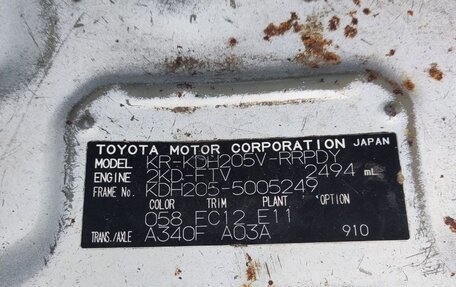 TOYOTA MOTOR CORPORATION JAPAN
MODEL KR-KDH205V-RRPDY
ENGINE 2KD-FTV 2494 mL
FRAME No. KDH205-5005249
COLOR TRIM PLANT OPTION
058 FC12 E11
TRANS./AXLE A340F A03A 910